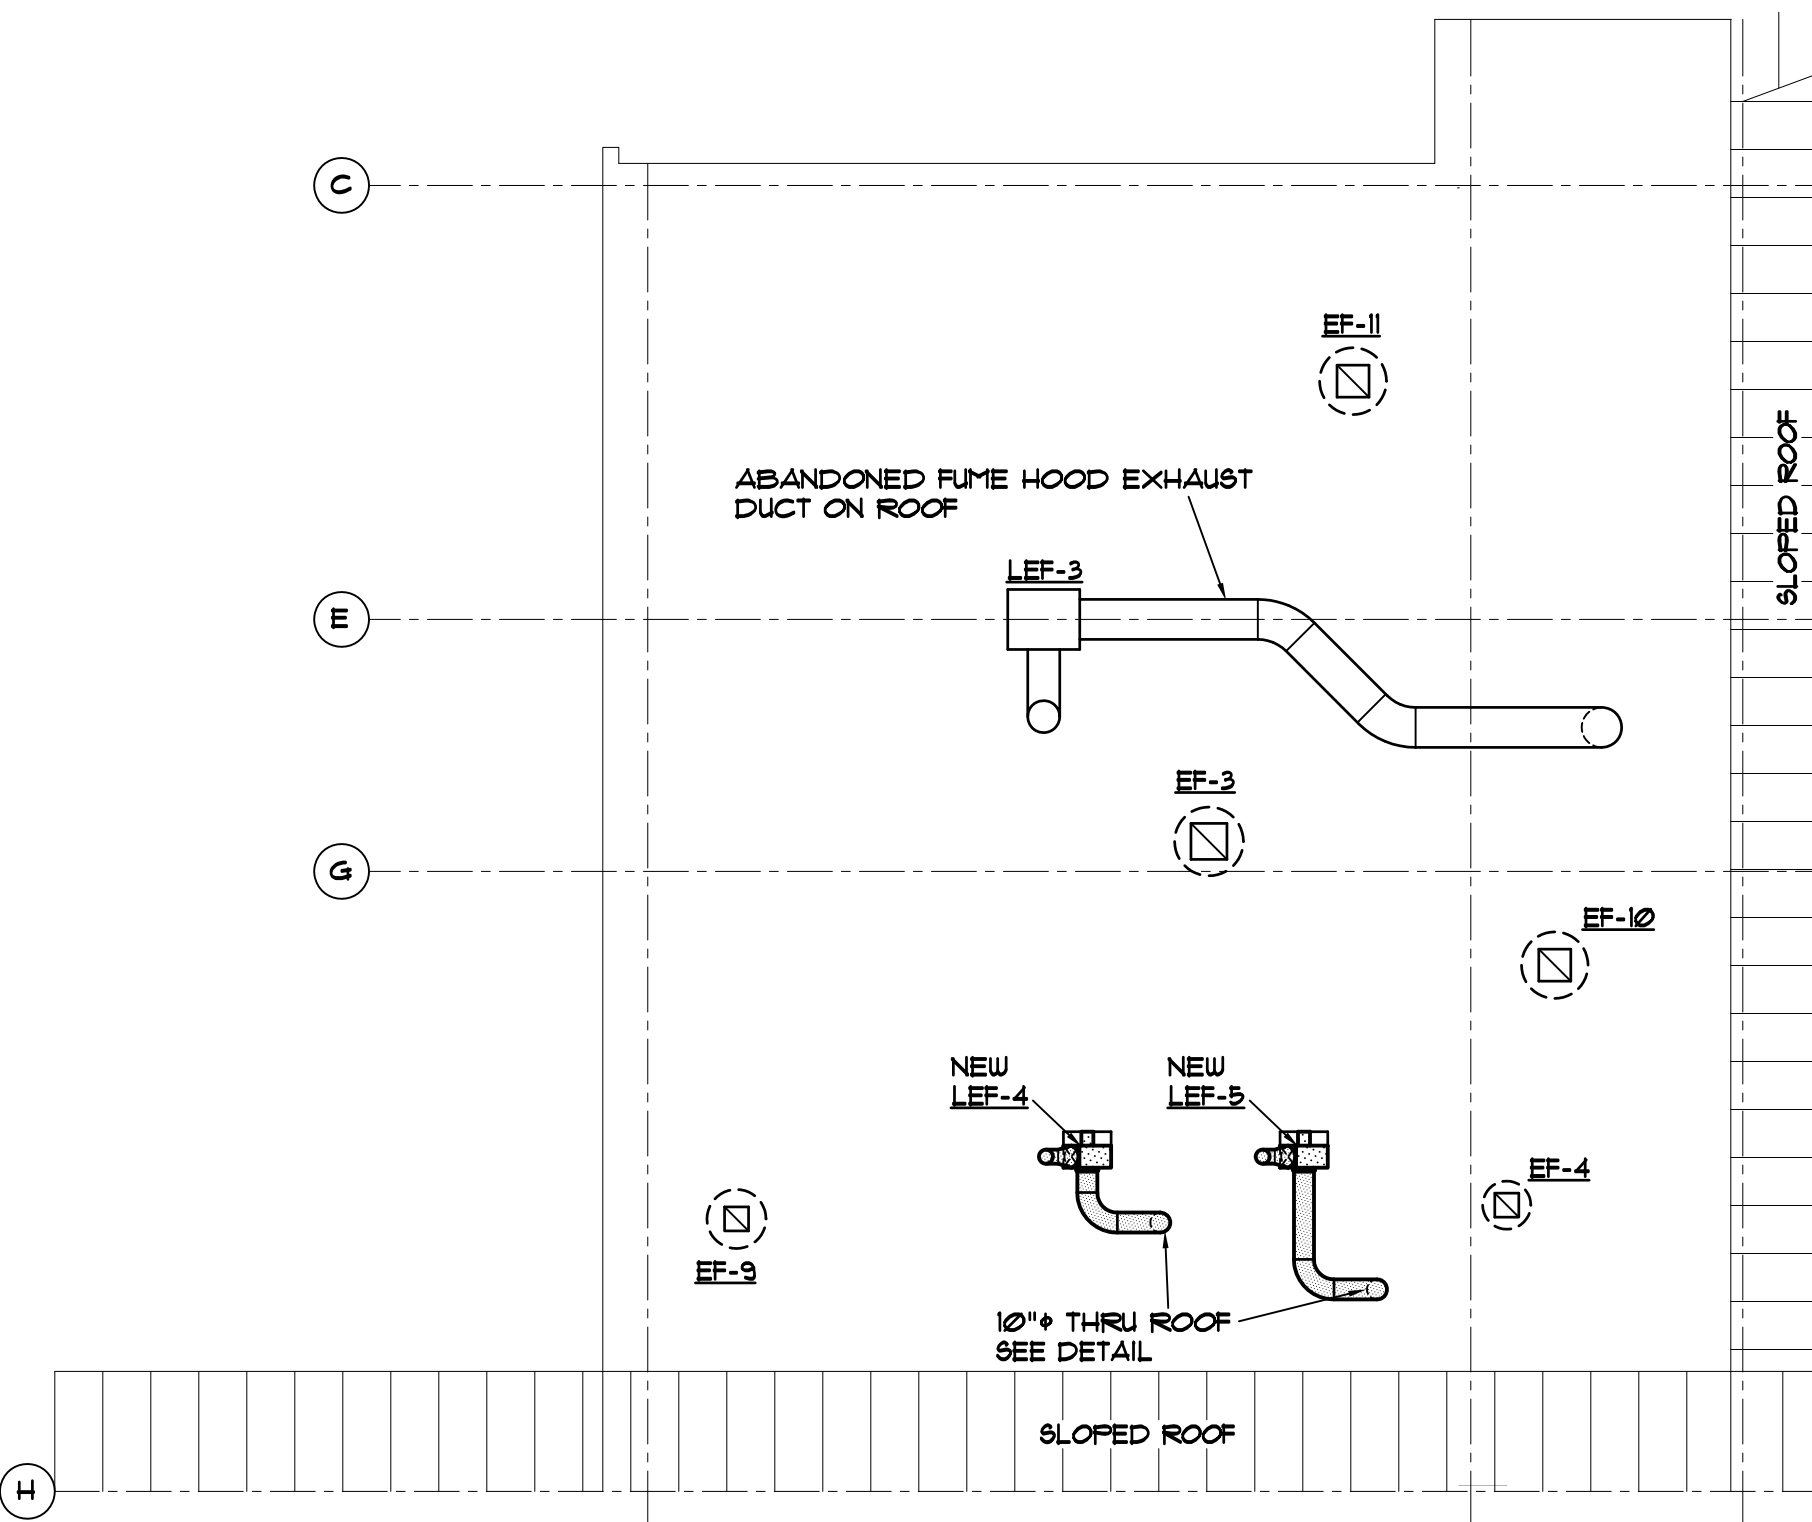 C
EF-11
SLOPED ROOF
ABANDONED FUME HOOD EXHAUST
DUCT ON ROOF
LEF-3
E
EF-3
G
EF-10
NEW
LEF-4
NEW
LEF-5
EF-4
EF-9
10"ϕ THRU ROOF
SEE DETAIL
SLOPED ROOF
H